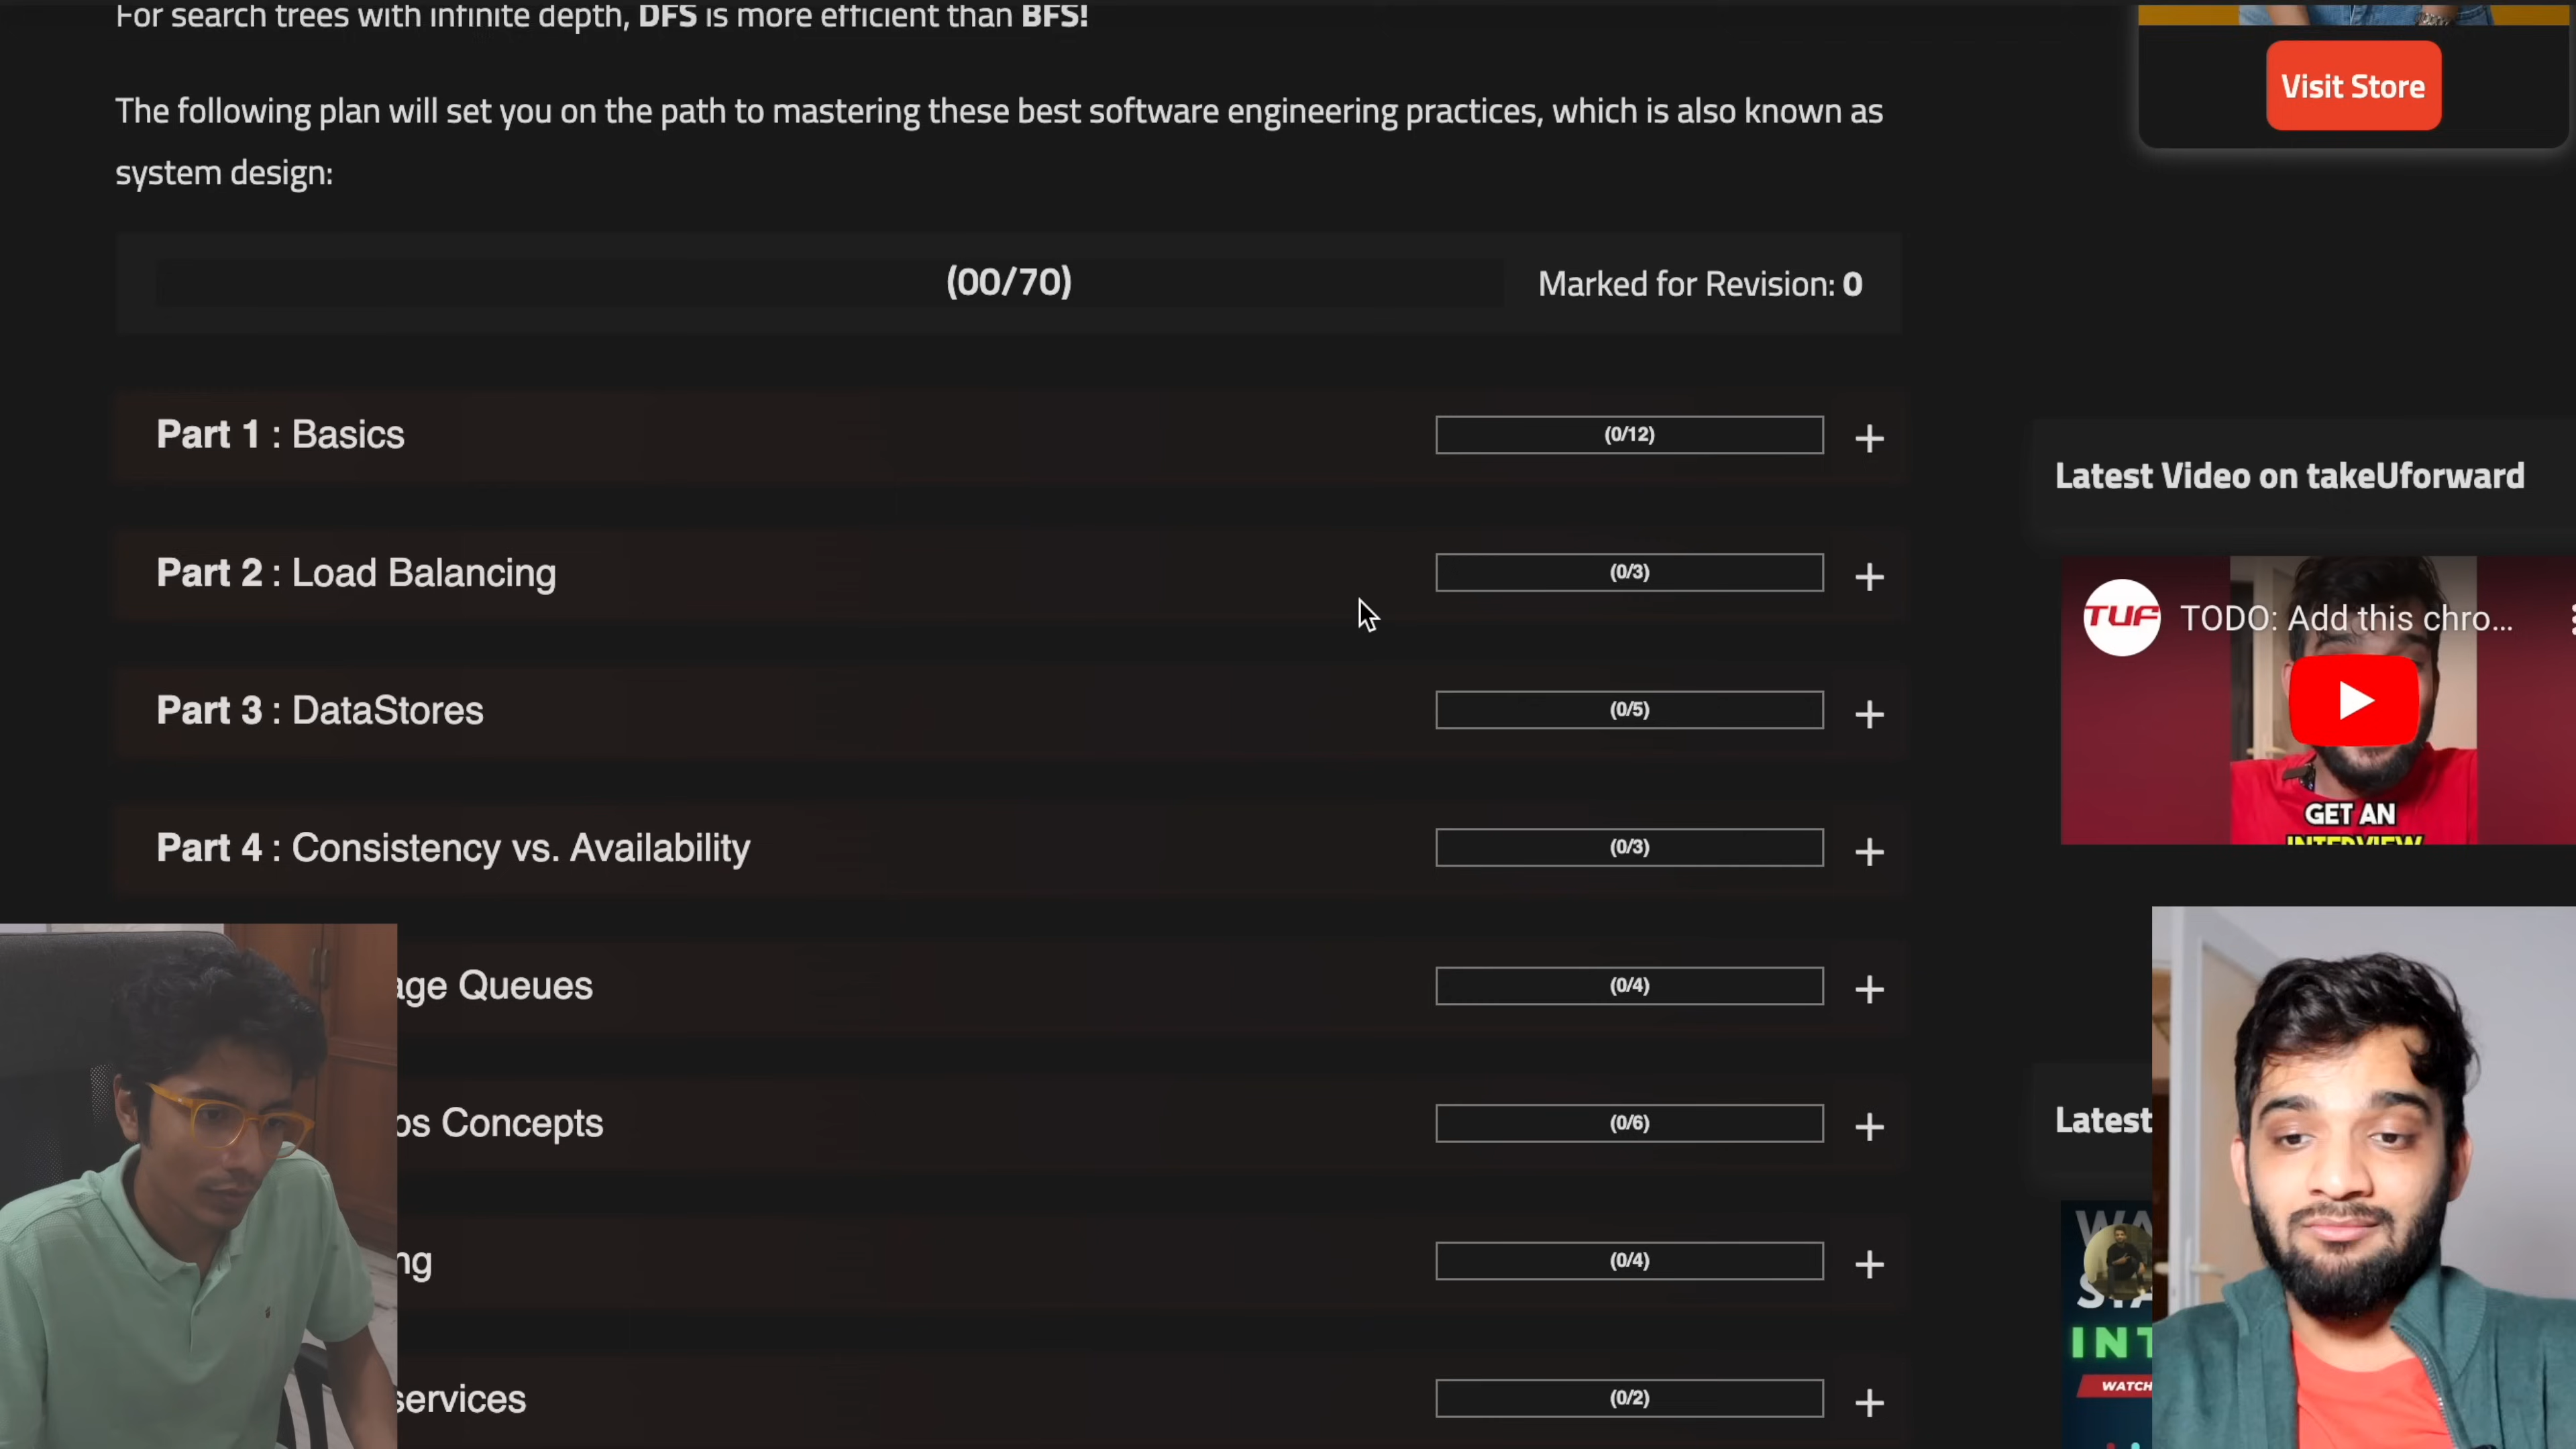 For search trees with infinite depth, DFS is more efficient than BFS!
The following plan will set you on the path to mastering these best software engineering practices, which is also known as
system design:
(00/70)
Marked for Revision: 0
Part 1 : Basics
(0/12)
+
Part 2 : Load Balancing
(0/3)
+
Part 3 : DataStores
(0/5)
+
Part 4 : Consistency vs. Availability
(0/3)
+
age Queues
(0/4)
+
ps Concepts
(0/6)
+
ng
(0/4)
+
services
(0/2)
+
Visit Store
Latest Video on takeUforward
TUF
TODO: Add this chro...
GET AN
INTERVIEW
Latest
WA
STA
INT
WATCH